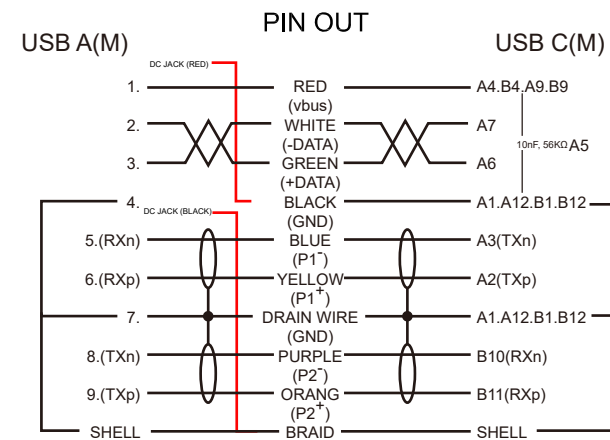 PIN OUT
USB A(M)
USB C(M)
DC JACK (RED)
1. RED A4.B4.A9.B9
(vbus)
2. WHITE A7
(-DATA)
10nF, 56KΩ A5
3. GREEN A6
(+DATA)
4. BLACK A1.A12.B1.B12
DC JACK (BLACK)
(GND)
5.(RXn) BLUE A3(TXn)
(P1-)
6.(RXp) YELLOW A2(TXp)
(P1+)
7. DRAIN WIRE A1.A12.B1.B12
(GND)
8.(TXn) PURPLE B10(RXn)
(P2-)
9.(TXp) ORANG B11(RXp)
(P2+)
SHELL BRAID SHELL